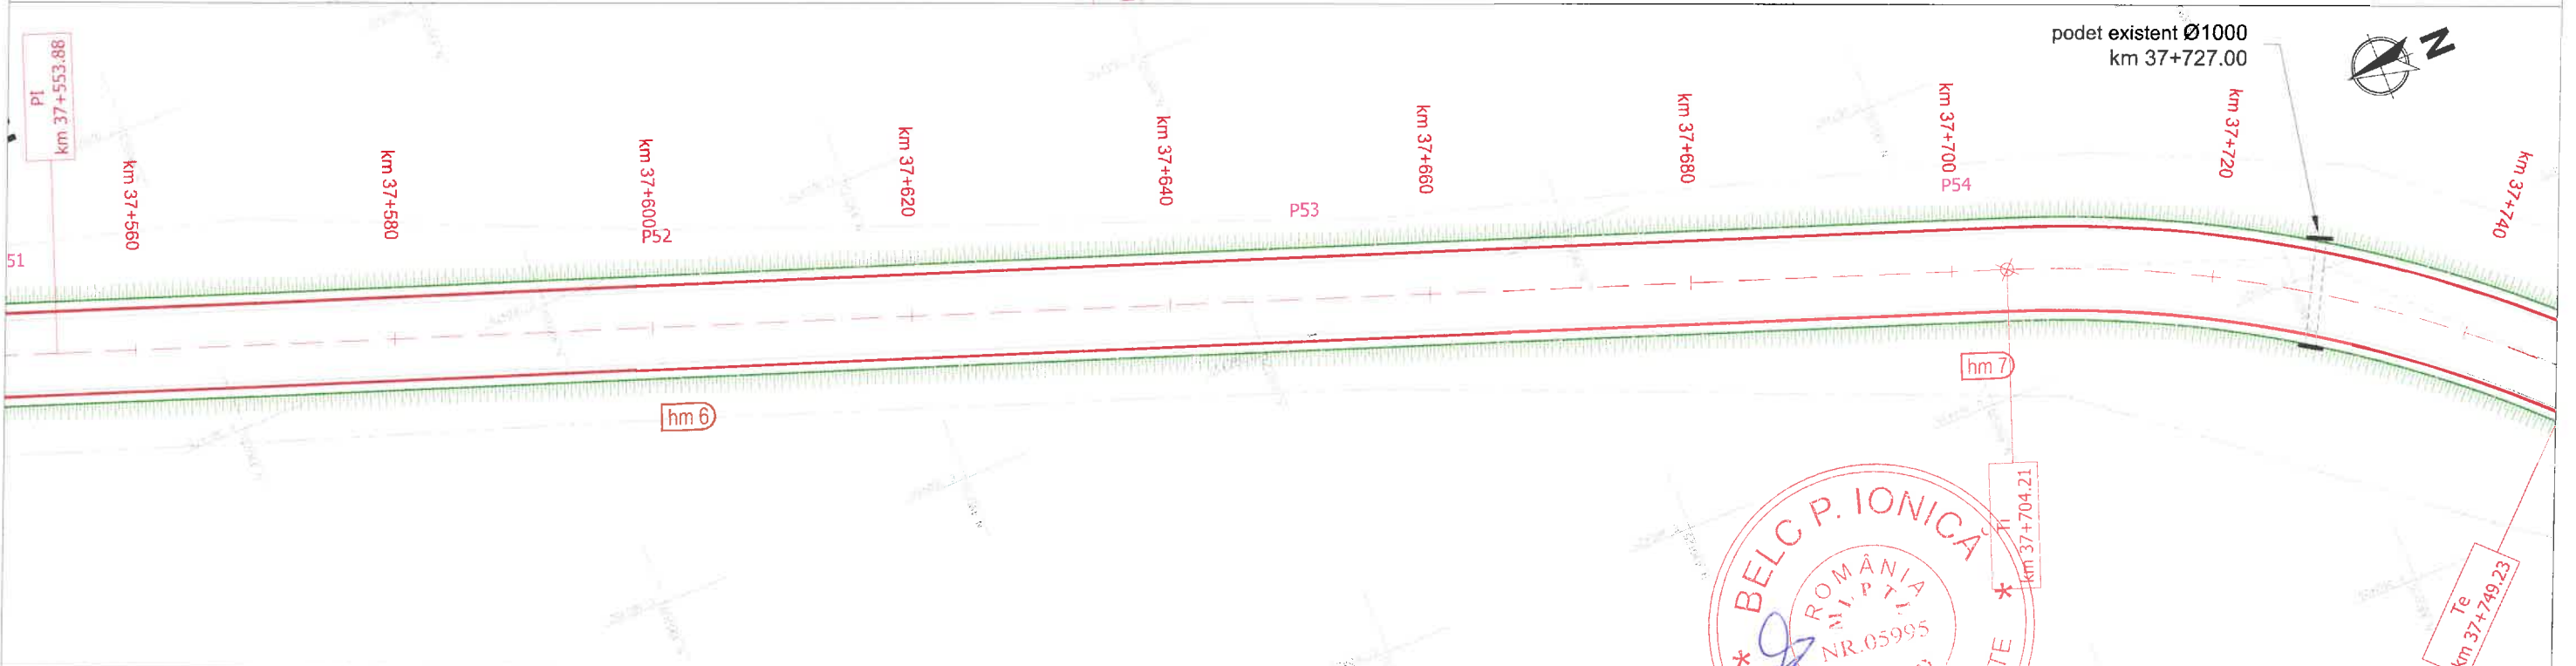 PI
km 37+553.88
podet existent Ø1000
km 37+727.00
N
km 37+560
km 37+580
km 37+600
km 37+620
km 37+640
km 37+660
km 37+680
km 37+700
km 37+720
km 37+740
51
P52
P53
P54
hm 6
hm 7
Ti
km 37+704.21
Te
km 37+749.23
* BELC P. IONICĂ *
ROMÂNIA
M.L.P.T.L.
NR.05995